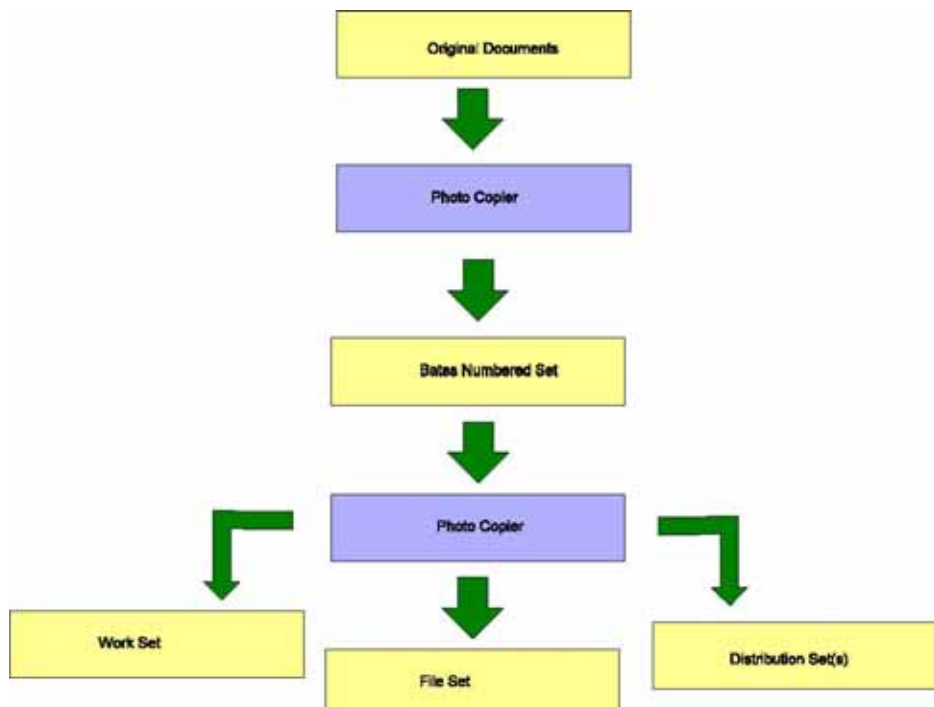 Original Documents
Photo Copier
Bates Numbered Set
Photo Copier
Work Set
File Set
Distribution Set(s)